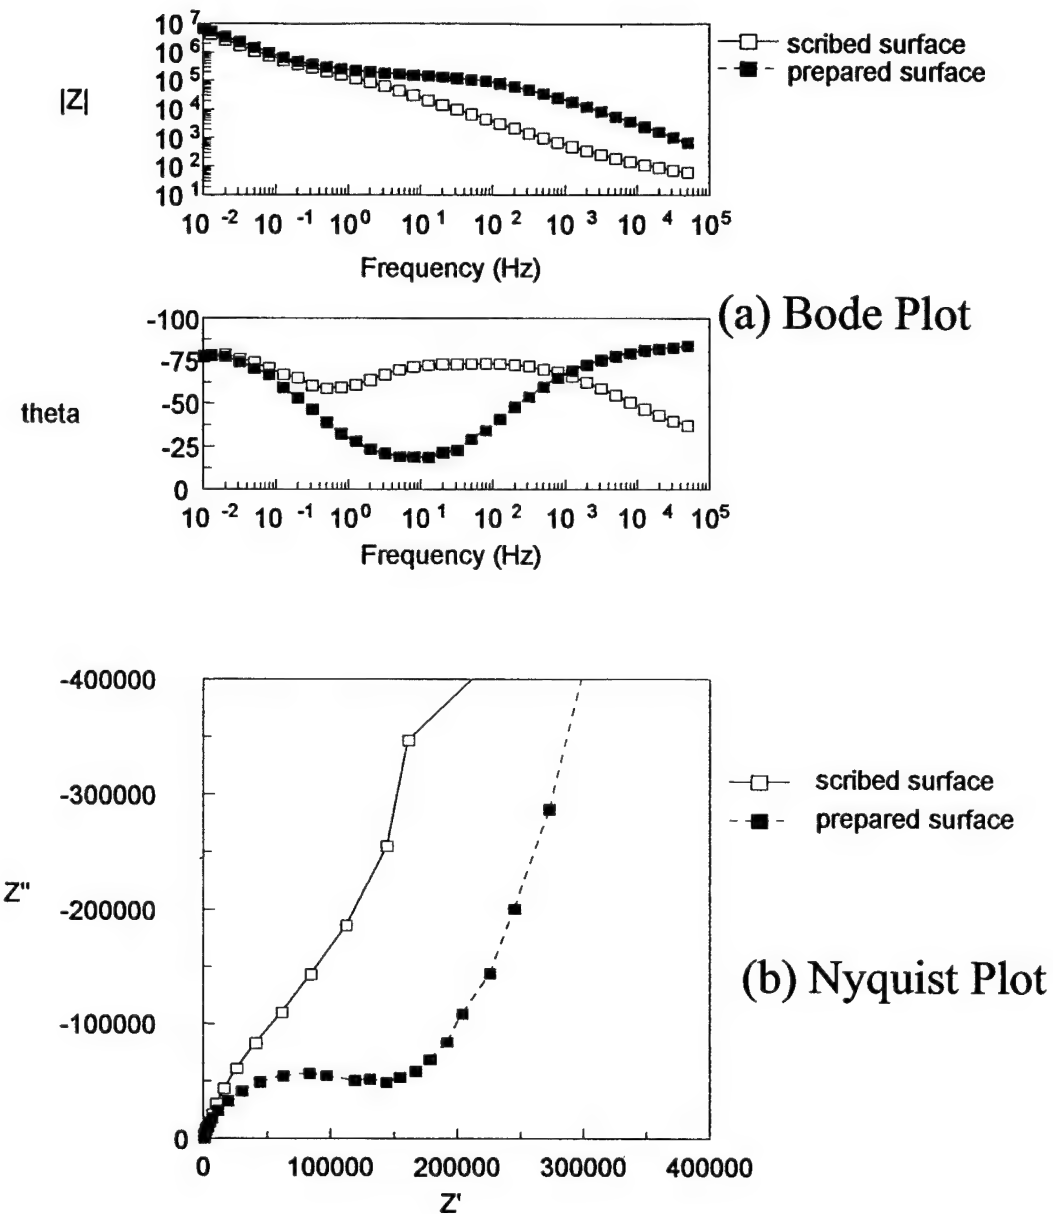 10 7
10 6
10 5
10 4
10 3
10 2
10 1
|Z|
10 -2 10 -1 10 0 10 1 10 2 10 3 10 4 10 5
Frequency (Hz)
scribed surface
prepared surface
(a) Bode Plot
-100
-75
-50
-25
0
theta
10 -2 10 -1 10 0 10 1 10 2 10 3 10 4 10 5
Frequency (Hz)
-400000
-300000
-200000
-100000
0
Z"
0 100000 200000 300000 400000
Z'
scribed surface
prepared surface
(b) Nyquist Plot